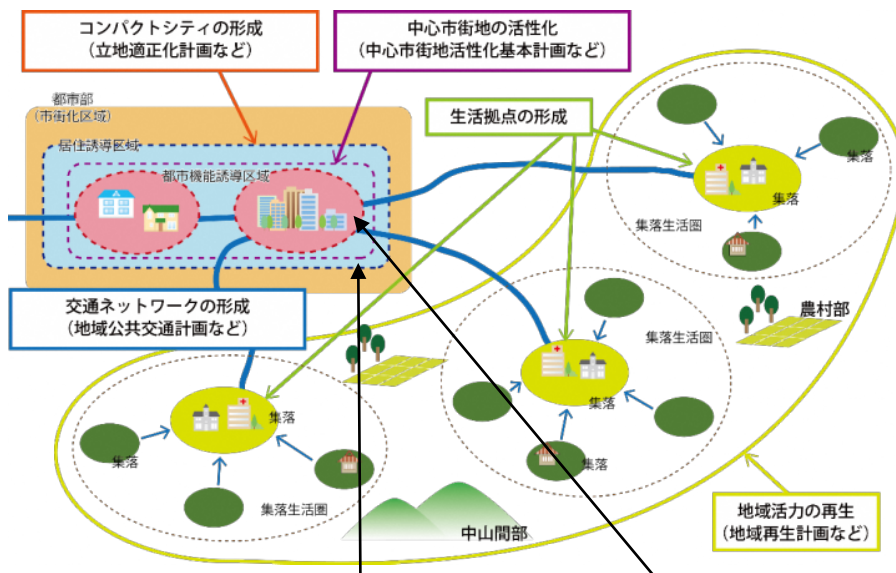 コンパクトシティの形成
(立地適正化計画など)
中心市街地の活性化
(中心市街地活性化基本計画など)
都市部
(市街化区域)
生活拠点の形成
居住誘導区域
都市機能誘導区域
集落
集落
集落生活圏
交通ネットワークの形成
(地域公共交通計画など)
農村部
集落生活圏
集落
集落
集落
集落
集落生活圏
中山間部
地域活力の再生
(地域再生計画など)